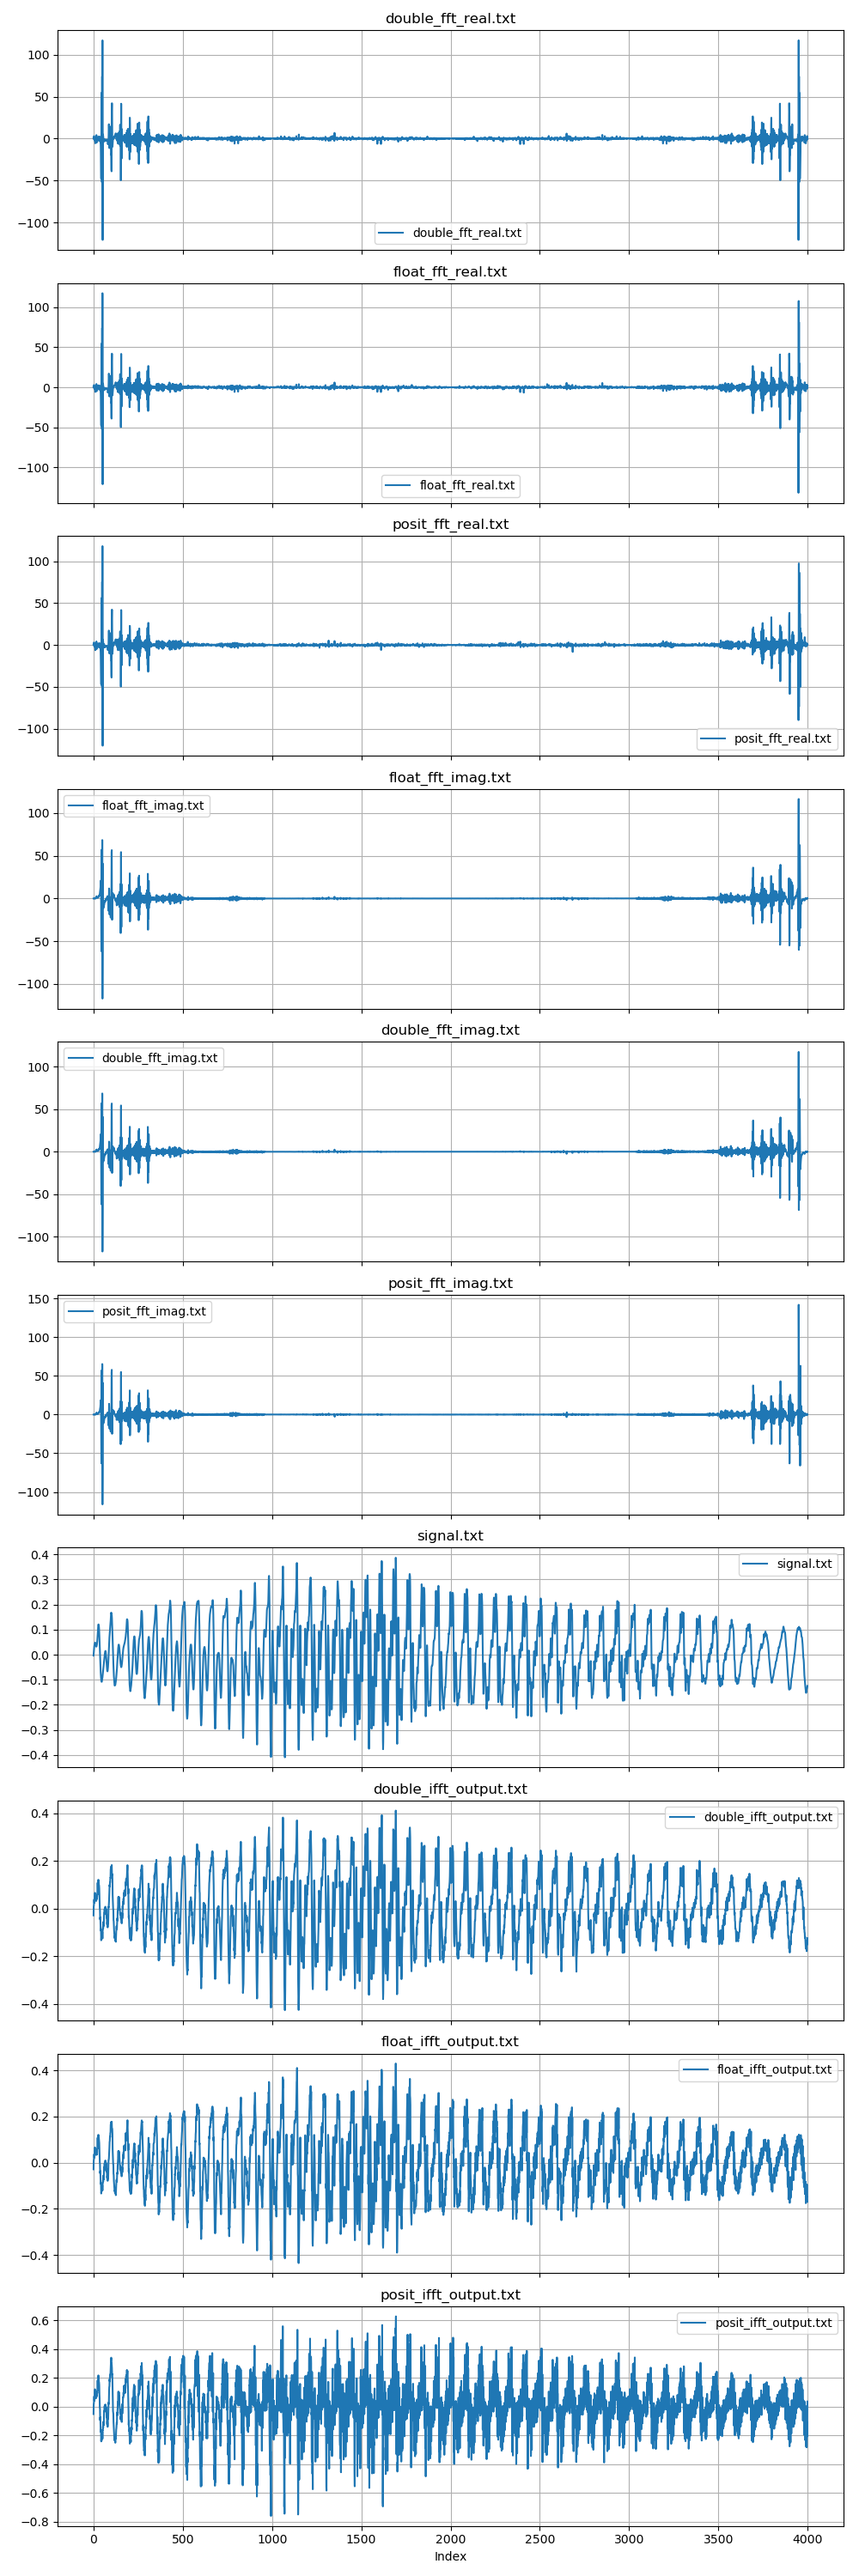 double_fft_real.txt
100
50
0
−50
−100
double_fft_real.txt
float_fft_real.txt
100
50
0
−50
−100
float_fft_real.txt
posit_fft_real.txt
100
50
0
−50
−100
posit_fft_real.txt
float_fft_imag.txt
float_fft_imag.txt
100
50
0
−50
−100
double_fft_imag.txt
double_fft_imag.txt
100
50
0
−50
−100
posit_fft_imag.txt
150
posit_fft_imag.txt
100
50
0
−50
−100
signal.txt
0.4
signal.txt
0.3
0.2
0.1
0.0
−0.1
−0.2
−0.3
−0.4
double_ifft_output.txt
0.4
double_ifft_output.txt
0.2
0.0
−0.2
−0.4
float_ifft_output.txt
0.4
float_ifft_output.txt
0.2
0.0
−0.2
−0.4
posit_ifft_output.txt
0.6
posit_ifft_output.txt
0.4
0.2
0.0
−0.2
−0.4
−0.6
−0.8
0 500 1000 1500 2000 2500 3000 3500 4000
Index